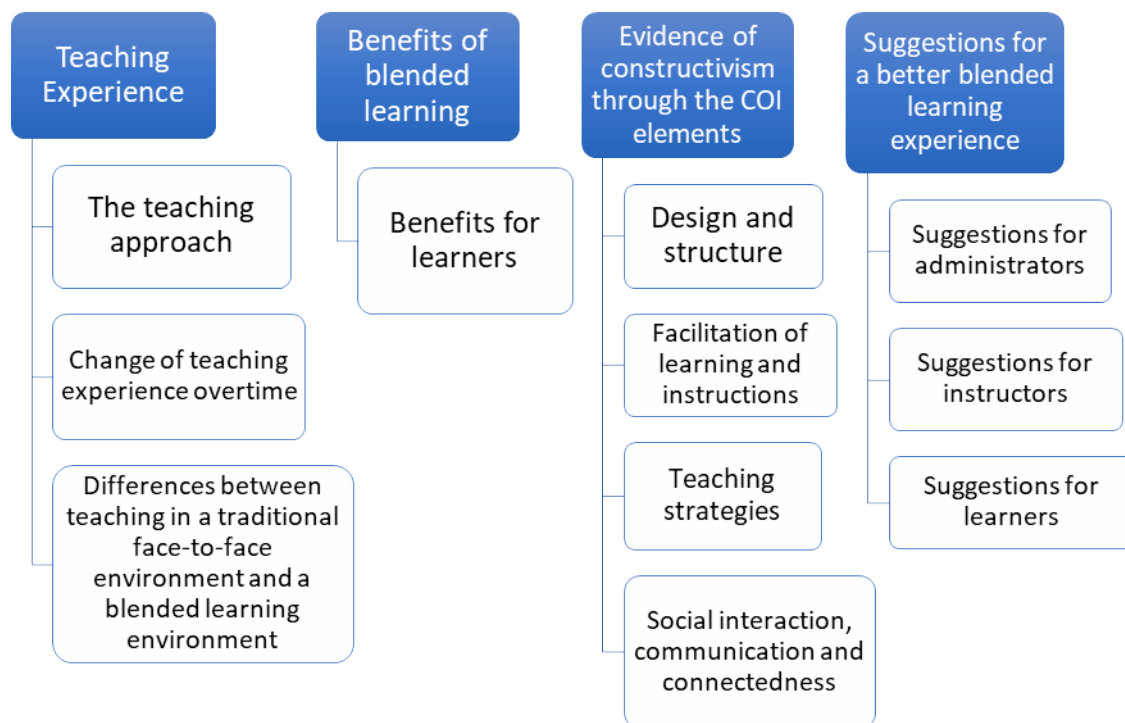 Teaching
Experience
The teaching
approach
Change of teaching
experience overtime
Differences between
teaching in a traditional
face-to-face
environment and a
blended learning
environment
Benefits of
blended
learning
Benefits for
learners
Evidence of
constructivism
through the COI
elements
Design and
structure
Facilitation of
learning and
instructions
Teaching
strategies
Social interaction,
communication and
connectedness
Suggestions for
a better blended
learning
experience
Suggestions for
administrators
Suggestions for
instructors
Suggestions for
learners